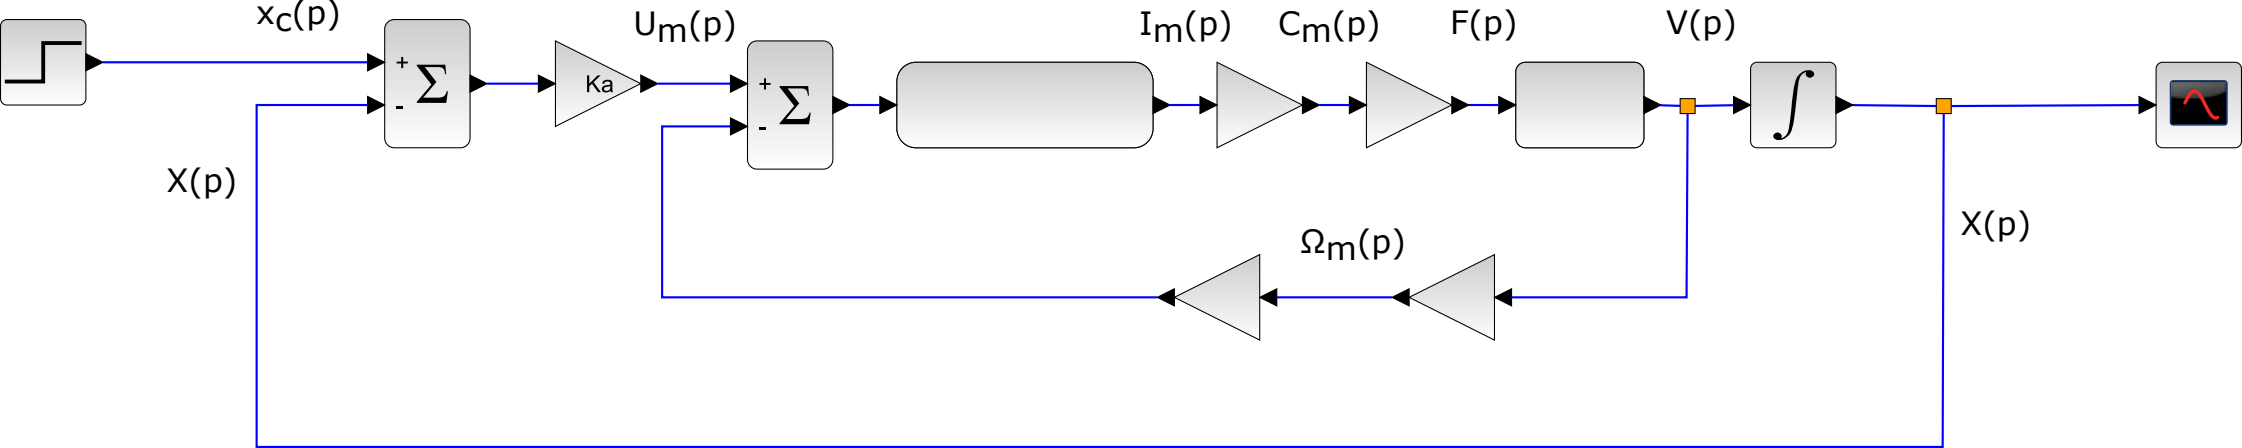 xc(p)
Um(p)
Im(p)
Cm(p)
F(p)
V(p)
+
-
Σ
Ka
+
-
Σ
∫
X(p)
X(p)
Ωm(p)